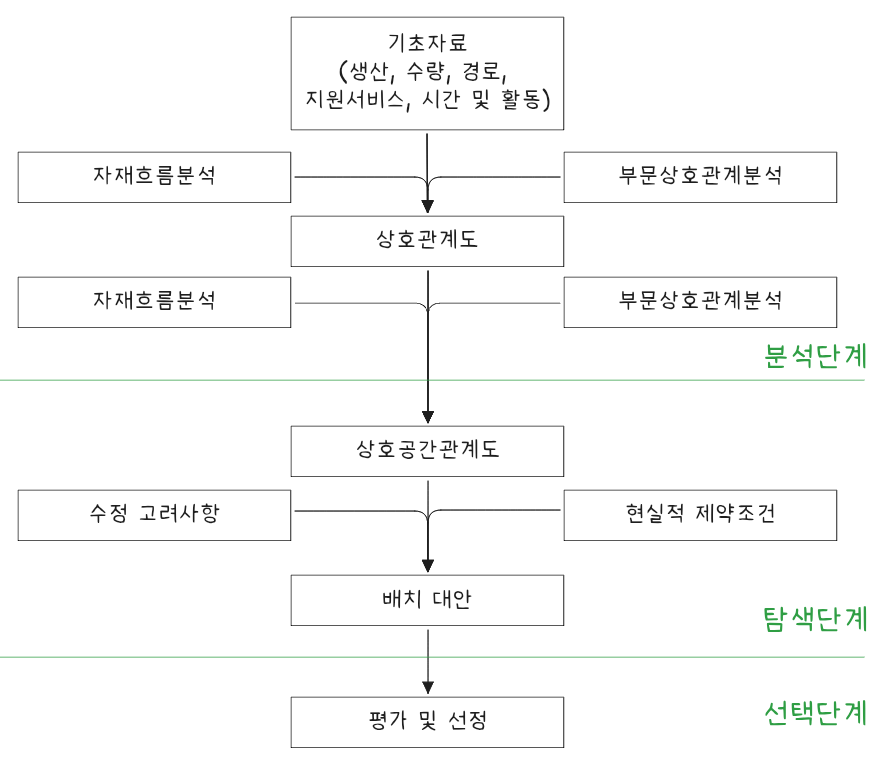 기초자료
(생산, 수량, 경로,
지원서비스, 시간 및 활동)
자재흐름분석
부문상호관계분석
상호관계도
자재흐름분석
부문상호관계분석
분석단계
상호공간관계도
수정 고려사항
현실적 제약조건
배치 대안
탐색단계
평가 및 선정
선택단계